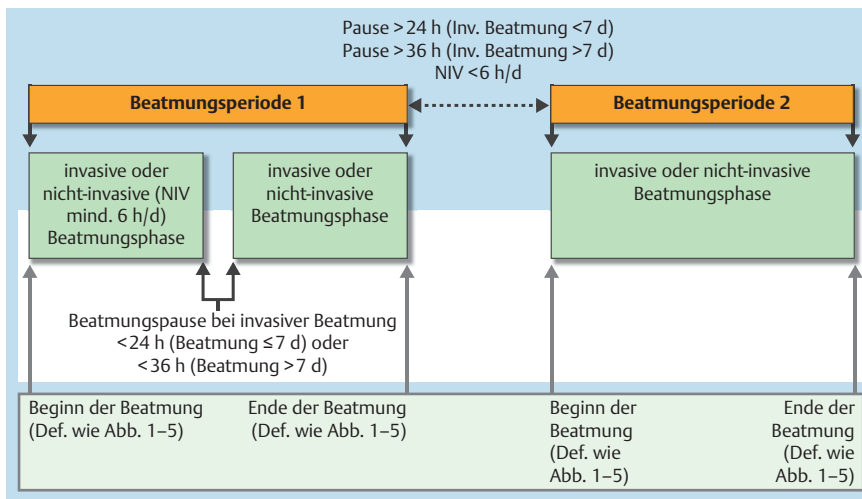 Pause >24 h (Inv. Beatmung <7 d)
Pause >36 h (Inv. Beatmung >7 d)
NIV <6 h/d
Beatmungsperiode 1
Beatmungsperiode 2
invasive oder
nicht-invasive (NIV
mind. 6 h/d)
Beatmungsphase
invasive oder
nicht-invasive
Beatmungsphase
invasive oder nicht-invasive
Beatmungsphase
Beatmungspause bei invasiver Beatmung
<24 h (Beatmung ≤7 d) oder
<36 h (Beatmung >7 d)
Beginn der Beatmung
(Def. wie Abb. 1–5)
Ende der Beatmung
(Def. wie Abb. 1–5)
Beginn der
Beatmung
(Def. wie
Abb. 1–5)
Ende der
Beatmung
(Def. wie
Abb. 1–5)